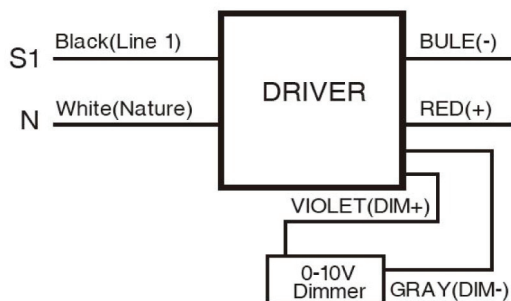 S1
Black(Line 1)
BULE(-)
DRIVER
N
White(Nature)
RED(+)
VIOLET(DIM+)
0-10V
Dimmer
GRAY(DIM-)